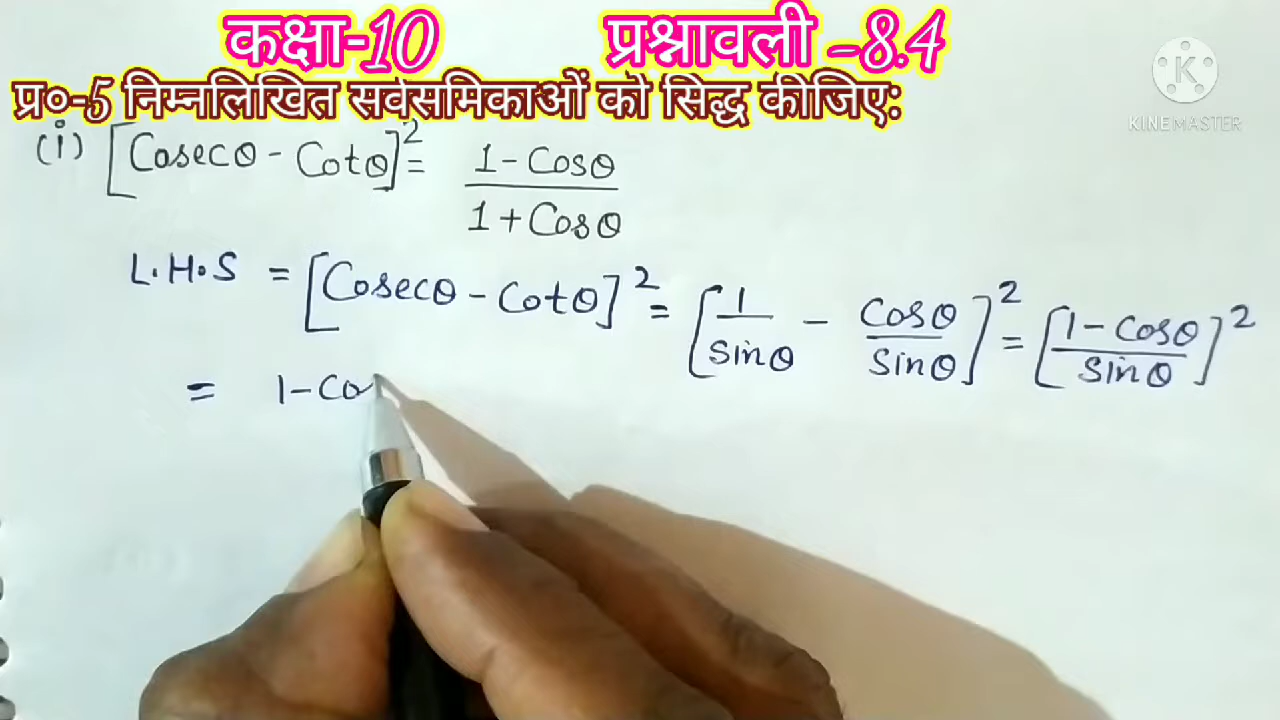 कक्षा-10 प्रश्नावली -8.4
प्र०-5 निम्नलिखित सर्वसमिकाओं को सिद्ध कीजिए:
(i) [Cosecθ - Cotθ]² = 1 - Cosθ / 1 + Cosθ
L.H.S = [Cosecθ - Cotθ]² = [1 / Sinθ - Cosθ / Sinθ]² = [1 - Cosθ / Sinθ]²
= 1 - Co
KINEMASTER